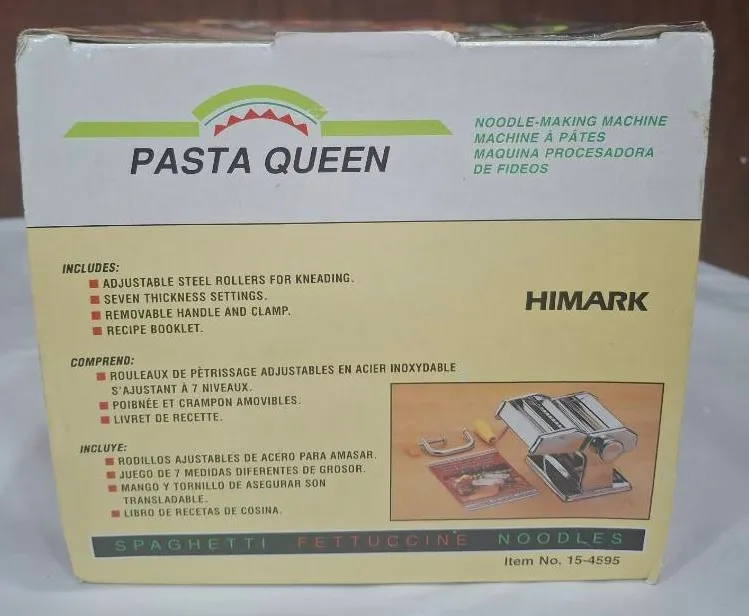 PASTA QUEEN
NOODLE-MAKING MACHINE
MACHINE À PÂTES
MAQUINA PROCESADORA
DE FIDEOS
INCLUDES:
ADJUSTABLE STEEL ROLLERS FOR KNEADING.
SEVEN THICKNESS SETTINGS.
REMOVABLE HANDLE AND CLAMP.
RECIPE BOOKLET.
HIMARK
COMPREND:
ROULEAUX DE PÉTRISSAGE ADJUSTABLES EN ACIER INOXYDABLE
S'AJUSTANT À 7 NIVEAUX.
POIBNÉE ET CRAMPON AMOVIBLES.
LIVRET DE RECETTE.
INCLUYE:
RODILLOS AJUSTABLES DE ACERO PARA AMASAR.
JUEGO DE 7 MEDIDAS DIFERENTES DE GROSOR.
MANGO Y TORNILLO DE ASEGURAR SON
TRANSLADABLE.
LIBRO DE RECETAS DE COSINA.
SPAGHETTI FETTUCCINE NOODLES
Item No. 15-4595